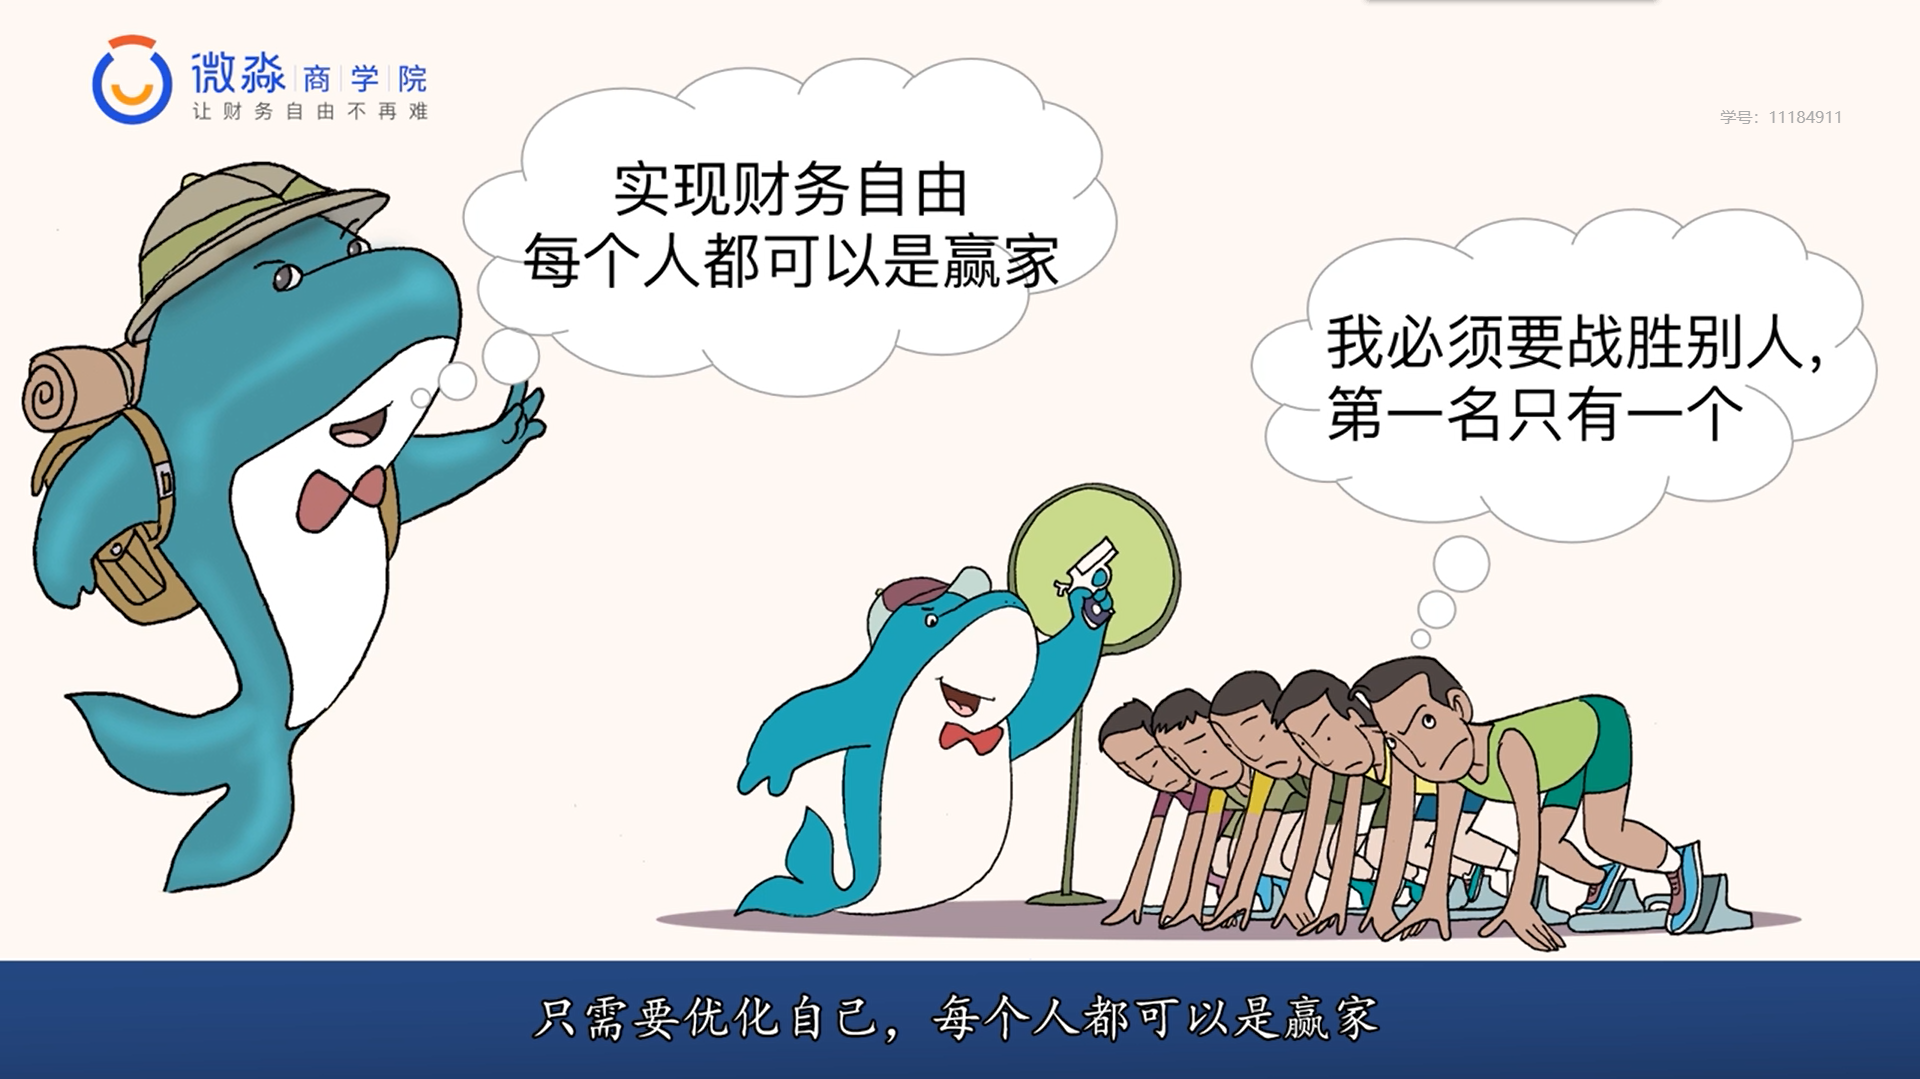 微淼 商 学 院
让财务自由不再难
学号：11184911
实现财务自由
每个人都可以是赢家
我必须要战胜别人，
第一名只有一个
只需要优化自己，每个人都可以是赢家